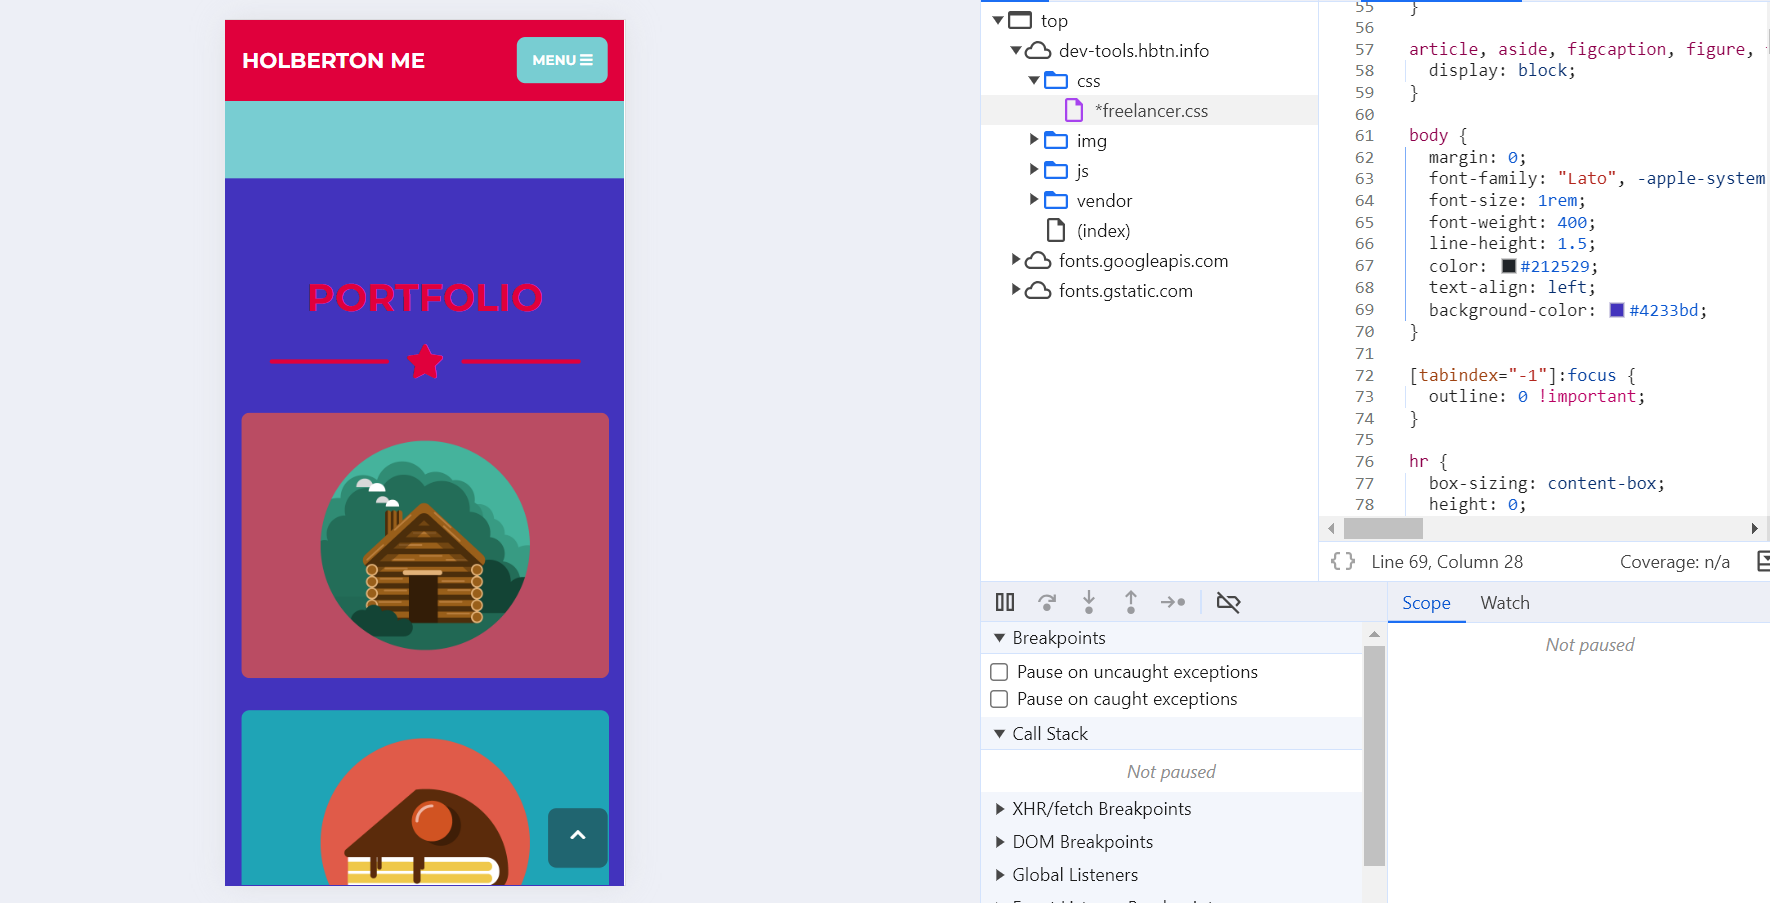 HOLBERTON ME
MENU
PORTFOLIO
top
dev-tools.hbtn.info
css
*freelancer.css
img
js
vendor
(index)
fonts.googleapis.com
fonts.gstatic.com
55 }
56
57 article, aside, figcaption, figure,
58 display: block;
59 }
60
61 body {
62 margin: 0;
63 font-family: "Lato", -apple-system
64 font-size: 1rem;
65 font-weight: 400;
66 line-height: 1.5;
67 color: #212529;
68 text-align: left;
69 background-color: #4233bd;
70 }
71
72 [tabindex="-1"]:focus {
73 outline: 0 !important;
74 }
75
76 hr {
77 box-sizing: content-box;
78 height: 0;
{ } Line 69, Column 28 Coverage: n/a
Breakpoints
Pause on uncaught exceptions
Pause on caught exceptions
Call Stack
Not paused
XHR/fetch Breakpoints
DOM Breakpoints
Global Listeners
Scope Watch
Not paused